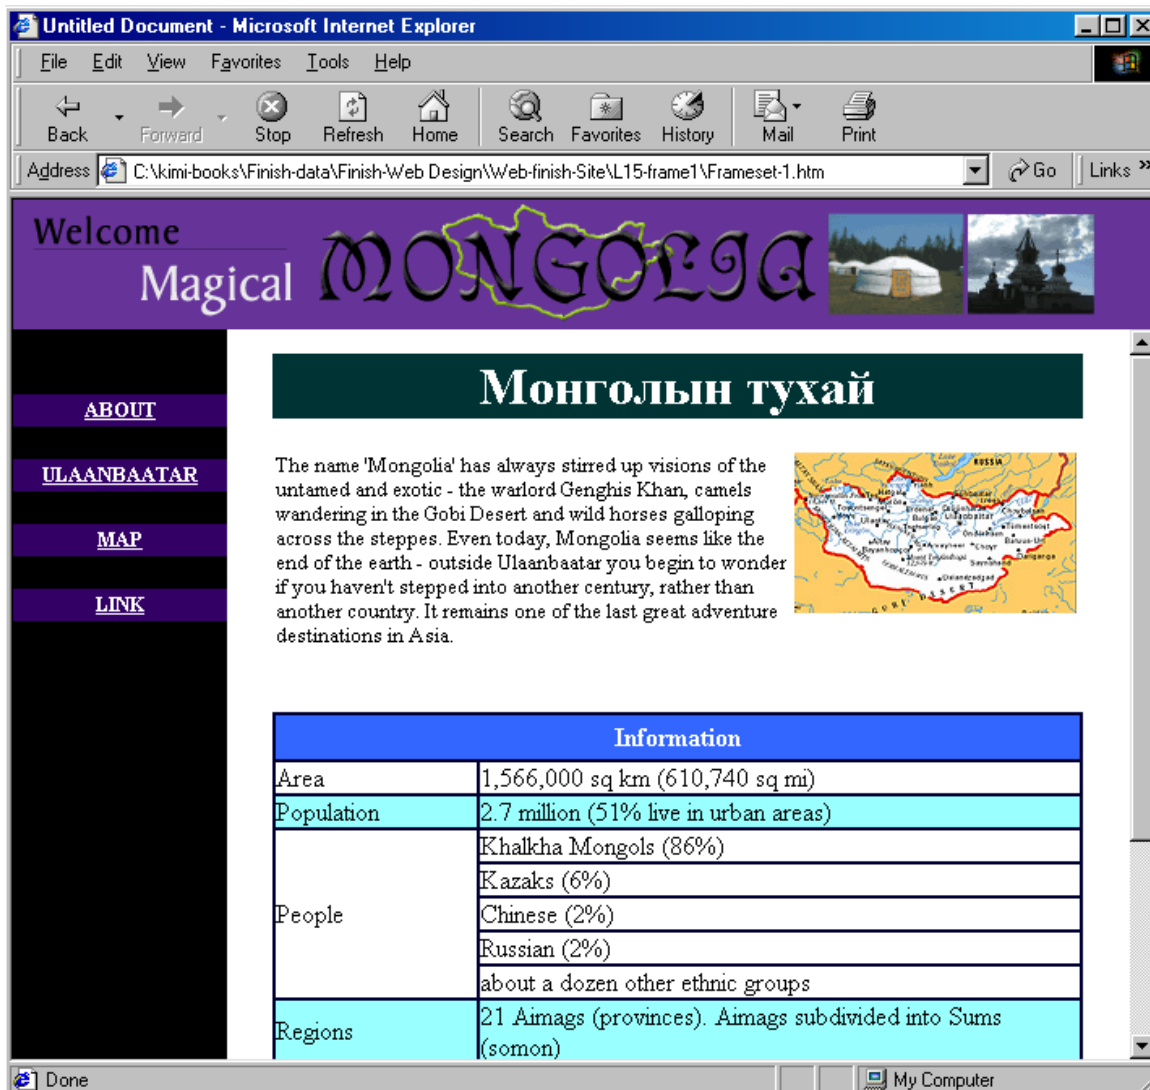 Untitled Document - Microsoft Internet Explorer
File Edit View Favorites Tools Help
Back Forward Stop Refresh Home Search Favorites History Mail Print
Address C:\kimi-books\Finish-data\Finish-Web Design\Web-finish-Site\L15-frame1\Frameset-1.htm Go Links »
Welcome
Magical MONGOLIA
Монголын тухай
ABOUT
ULAANBAATAR
MAP
LINK
The name 'Mongolia' has always stirred up visions of the
untamed and exotic - the warlord Genghis Khan, camels
wandering in the Gobi Desert and wild horses galloping
across the steppes. Even today, Mongolia seems like the
end of the earth - outside Ulaanbaatar you begin to wonder
if you haven't stepped into another century, rather than
another country. It remains one of the last great adventure
destinations in Asia.
RUSSIA
Ulaanbaatar
Choybalsan
Dalandzadgad
GOBI DESERT
Information
Area 1,566,000 sq km (610,740 sq mi)
Population 2.7 million (51% live in urban areas)
People
Khalkha Mongols (86%)
Kazaks (6%)
Chinese (2%)
Russian (2%)
about a dozen other ethnic groups
Regions
21 Aimags (provinces). Aimags subdivided into Sums
(somon)
Done My Computer